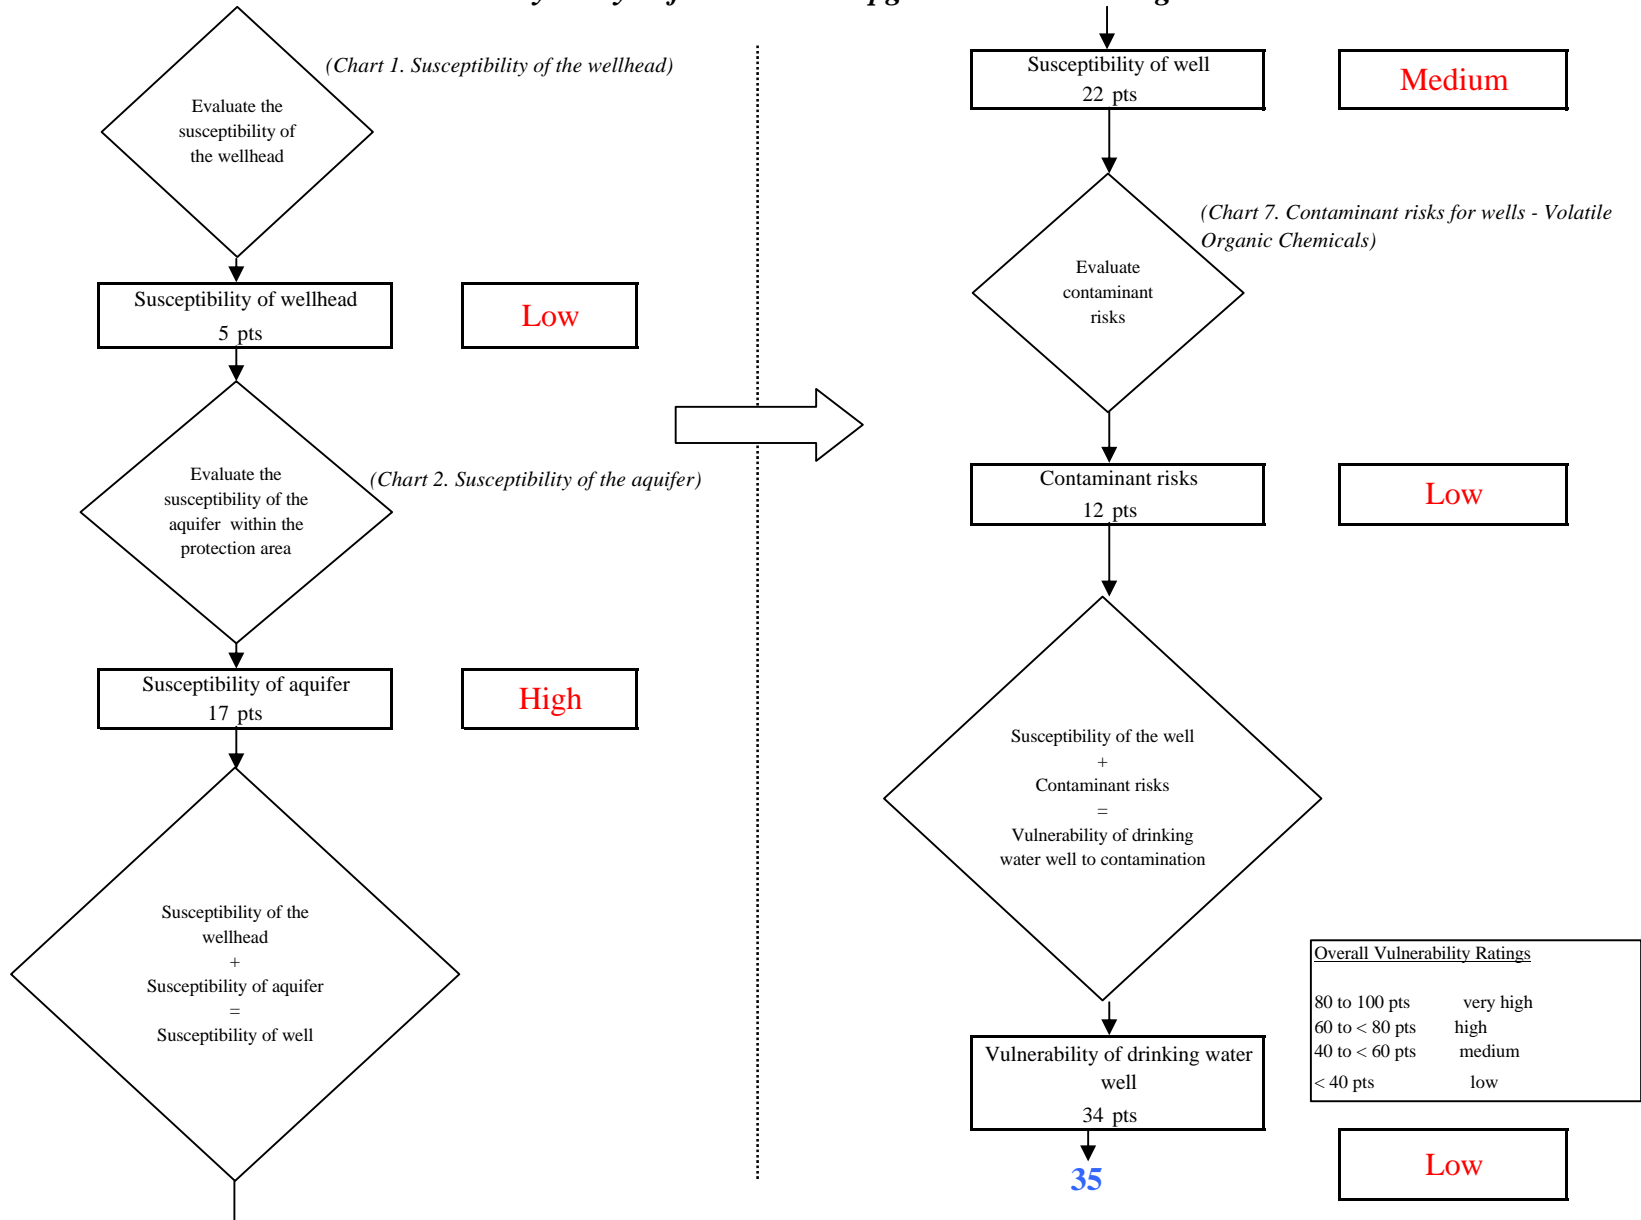 (Chart 1. Susceptibility of the wellhead)
Evaluate the
susceptibility of
the wellhead
Susceptibility of wellhead
5 pts
Low
Evaluate the
susceptibility of the
aquifer within the
protection area
(Chart 2. Susceptibility of the aquifer)
Susceptibility of aquifer
17 pts
High
Susceptibility of the
wellhead
+
Susceptibility of aquifer
=
Susceptibility of well
Susceptibility of well
22 pts
Medium
(Chart 7. Contaminant risks for wells - Volatile
Organic Chemicals)
Evaluate
contaminant
risks
Contaminant risks
12 pts
Low
Susceptibility of the well
+
Contaminant risks
=
Vulnerability of drinking
water well to contamination
Overall Vulnerability Ratings
80 to 100 pts very high
60 to < 80 pts high
40 to < 60 pts medium
< 40 pts low
Vulnerability of drinking water
well
34 pts
35
Low